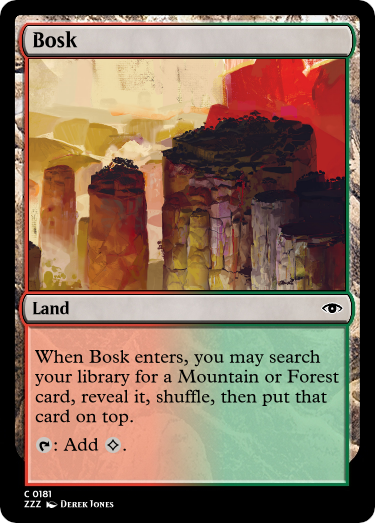 Bosk
Land
When Bosk enters, you may search
your library for a Mountain or Forest
card, reveal it, shuffle, then put that
card on top.
: Add .
C 0181
ZZZ Derek Jones